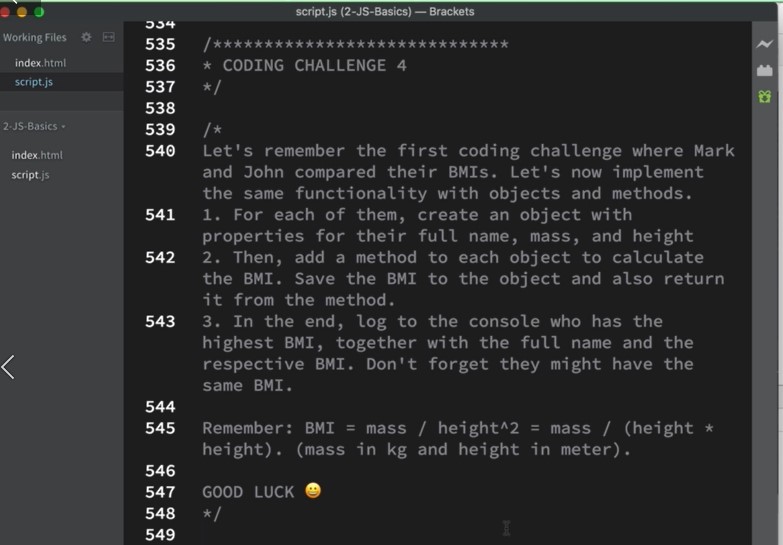 script.js (2-JS-Basics) — Brackets
Working Files
index.html
script.js
2-JS-Basics
index.html
script.js
534
535 /*****************************
536 * CODING CHALLENGE 4
537 */
538
539 /*
540 Let's remember the first coding challenge where Mark
and John compared their BMIs. Let's now implement
the same functionality with objects and methods.
541 1. For each of them, create an object with
properties for their full name, mass, and height
542 2. Then, add a method to each object to calculate
the BMI. Save the BMI to the object and also return
it from the method.
543 3. In the end, log to the console who has the
highest BMI, together with the full name and the
respective BMI. Don't forget they might have the
same BMI.
544
545 Remember: BMI = mass / height^2 = mass / (height *
height). (mass in kg and height in meter).
546
547 GOOD LUCK 😀
548 */
549